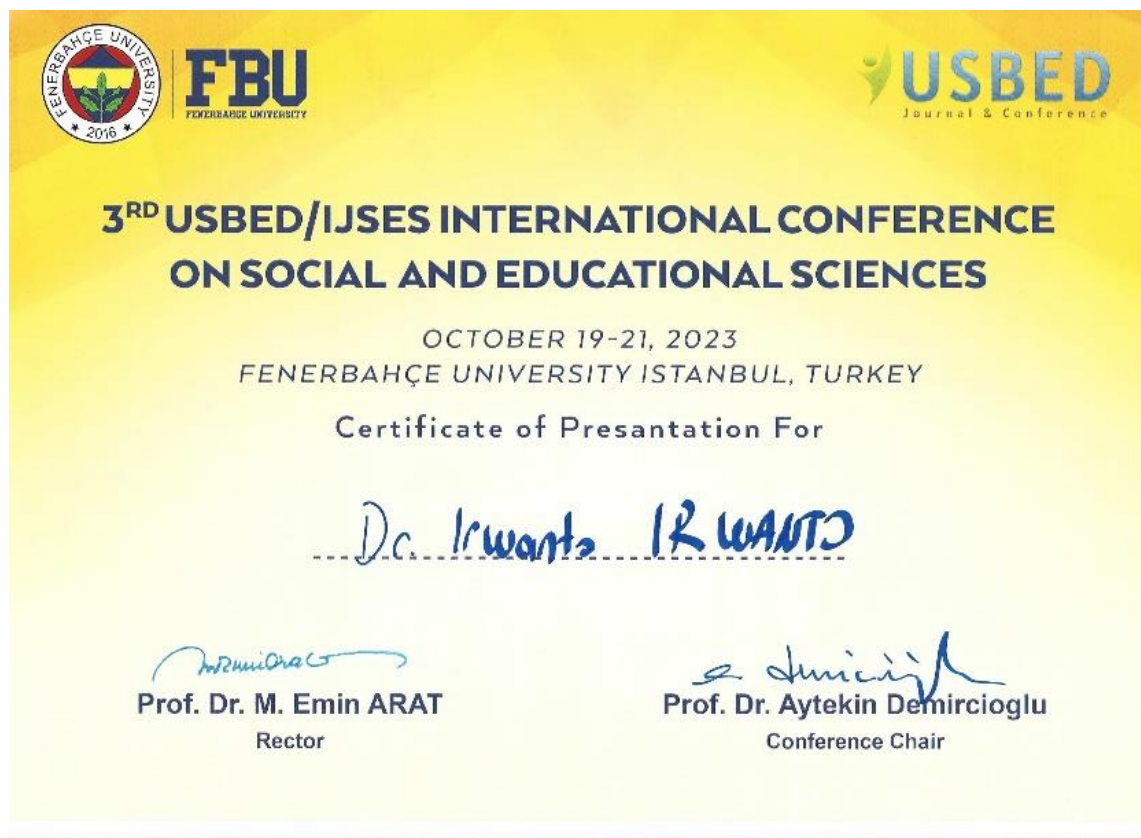 FENERBAHÇE UNIVERSITY
★ 2016 ★
FBU
FENERBAHÇE UNIVERSITY
USBED
Journal & Conference
3RD USBED/IJSES INTERNATIONAL CONFERENCE
ON SOCIAL AND EDUCATIONAL SCIENCES
OCTOBER 19-21, 2023
FENERBAHÇE UNIVERSITY ISTANBUL, TURKEY
Certificate of Presantation For
Dr. Irwanto IRWANTO
Prof. Dr. M. Emin ARAT
Rector
Prof. Dr. Aytekin Demircioglu
Conference Chair